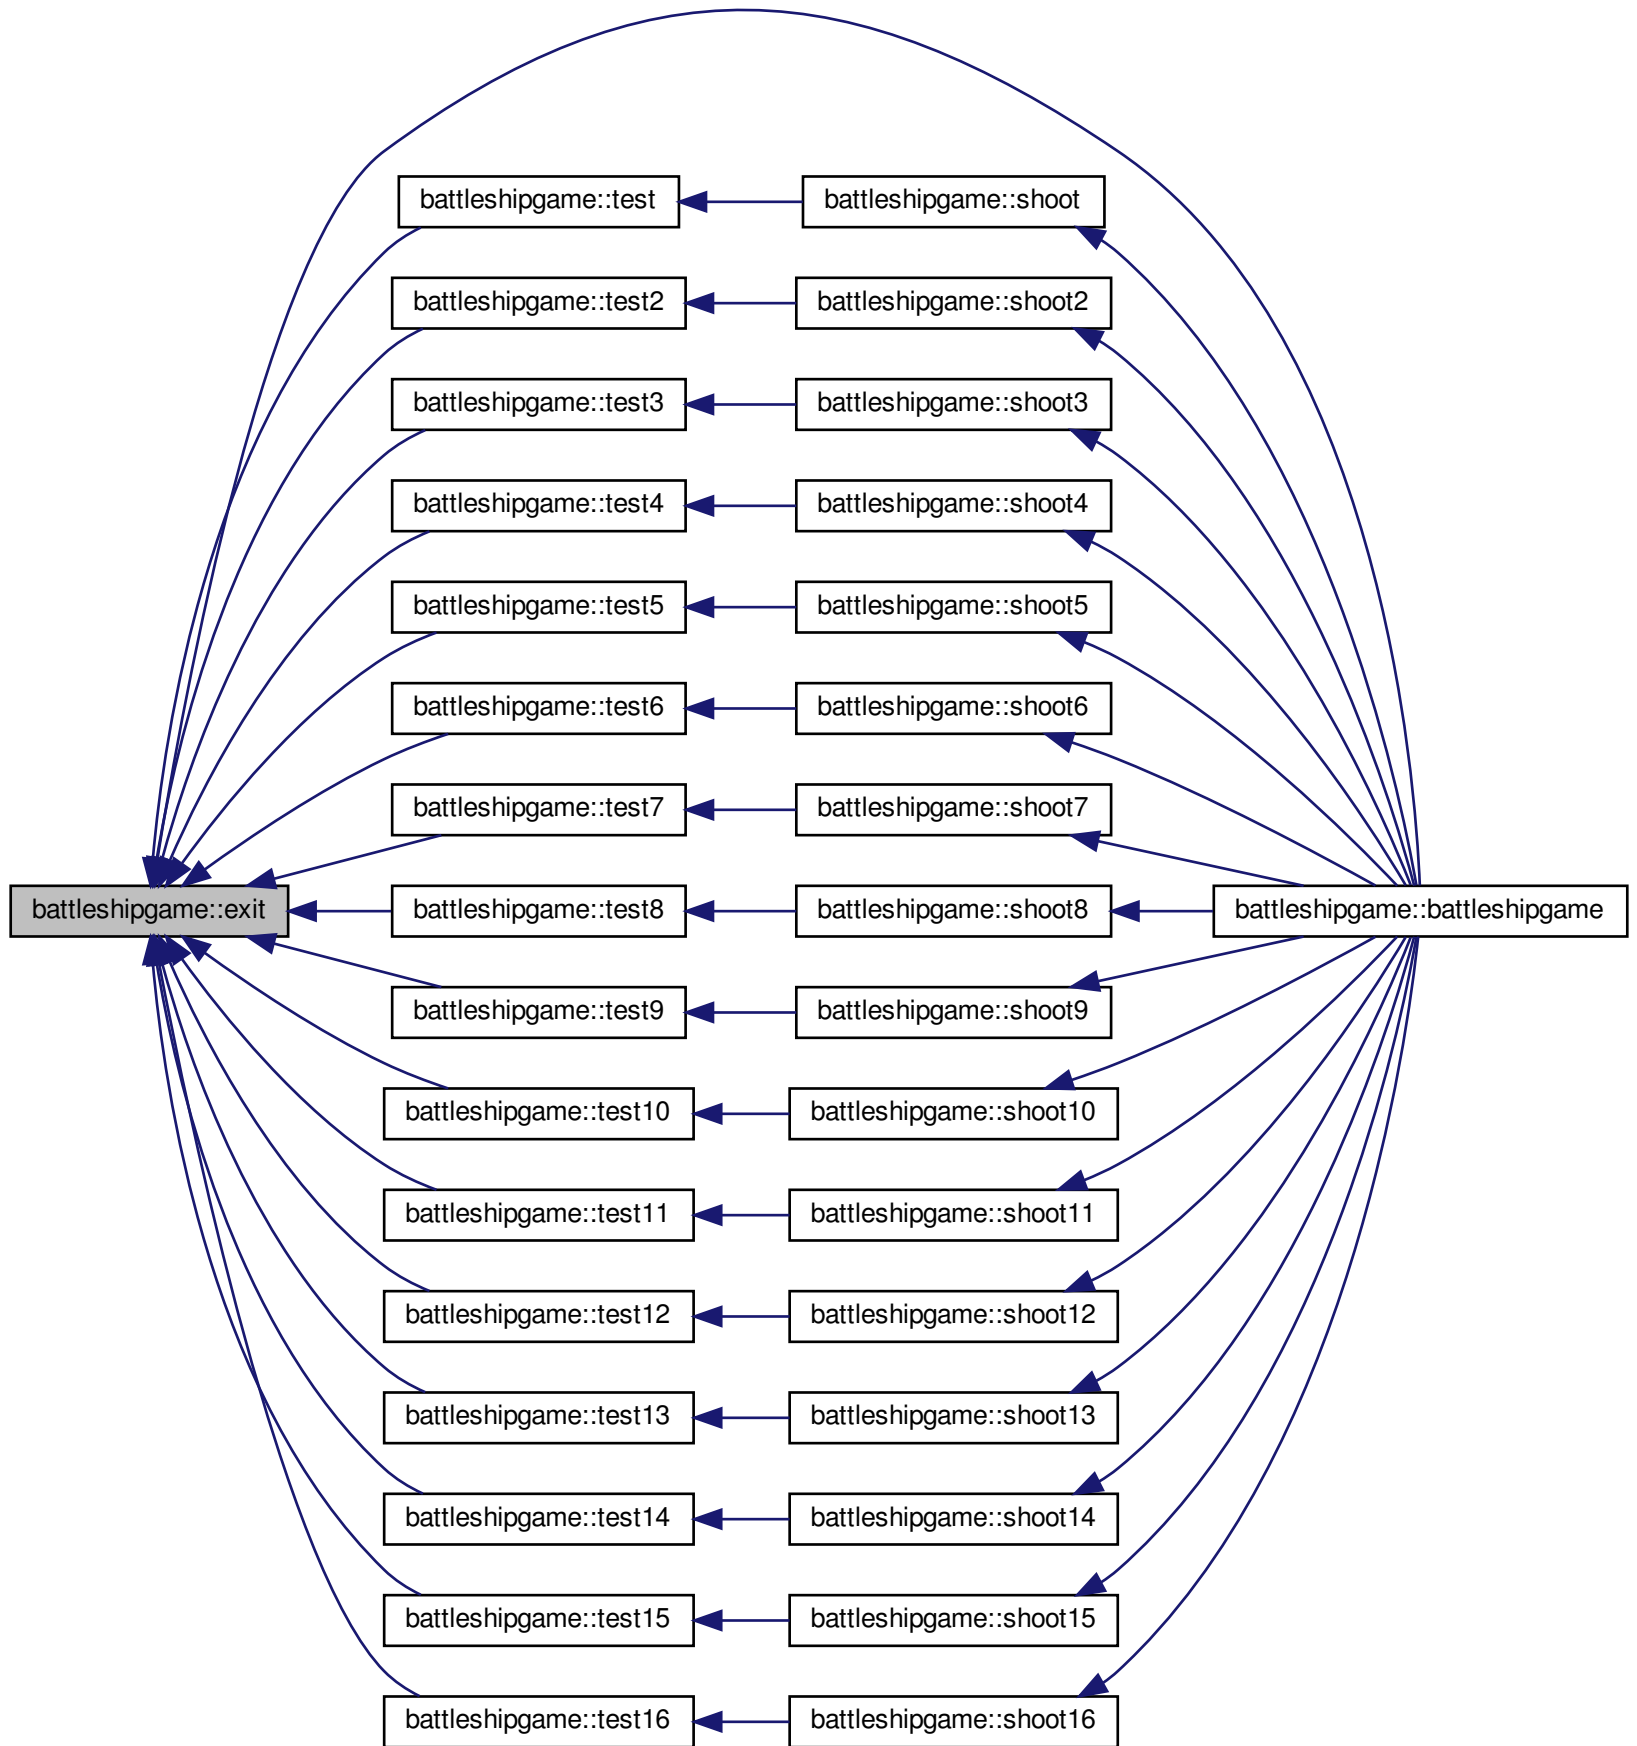 battleshipgame::test
battleshipgame::shoot
battleshipgame::test2
battleshipgame::shoot2
battleshipgame::test3
battleshipgame::shoot3
battleshipgame::test4
battleshipgame::shoot4
battleshipgame::test5
battleshipgame::shoot5
battleshipgame::test6
battleshipgame::shoot6
battleshipgame::test7
battleshipgame::shoot7
battleshipgame::exit
battleshipgame::test8
battleshipgame::shoot8
battleshipgame::battleshipgame
battleshipgame::test9
battleshipgame::shoot9
battleshipgame::test10
battleshipgame::shoot10
battleshipgame::test11
battleshipgame::shoot11
battleshipgame::test12
battleshipgame::shoot12
battleshipgame::test13
battleshipgame::shoot13
battleshipgame::test14
battleshipgame::shoot14
battleshipgame::test15
battleshipgame::shoot15
battleshipgame::test16
battleshipgame::shoot16